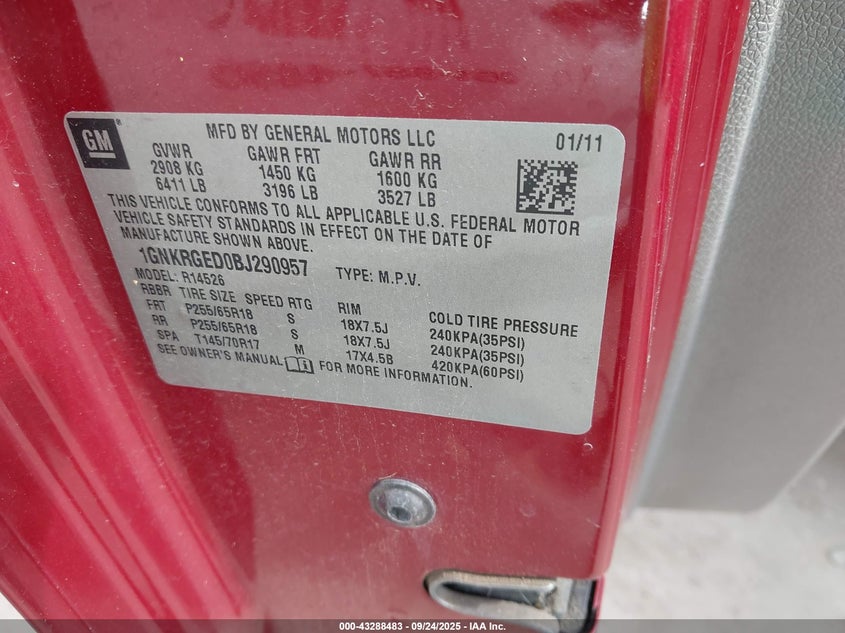 GM
MFD BY GENERAL MOTORS LLC 01/11
GVWR GAWR FRT GAWR RR
2908 KG 1450 KG 1600 KG
6411 LB 3196 LB 3527 LB
THIS VEHICLE CONFORMS TO ALL APPLICABLE U.S. FEDERAL MOTOR
VEHICLE SAFETY STANDARDS IN EFFECT ON THE DATE OF
MANUFACTURE SHOWN ABOVE.
1GNKRGED0BJ290957 TYPE: M.P.V.
MODEL: R14526
RBBR TIRE SIZE SPEED RTG RIM COLD TIRE PRESSURE
FRT P255/65R18 S 18X7.5J 240KPA(35PSI)
RR P255/65R18 S 18X7.5J 240KPA(35PSI)
SPA T145/70R17 M 17X4.5B 420KPA(60PSI)
SEE OWNER'S MANUAL FOR MORE INFORMATION.
000-43288483 - 09/24/2025 - IAA Inc.